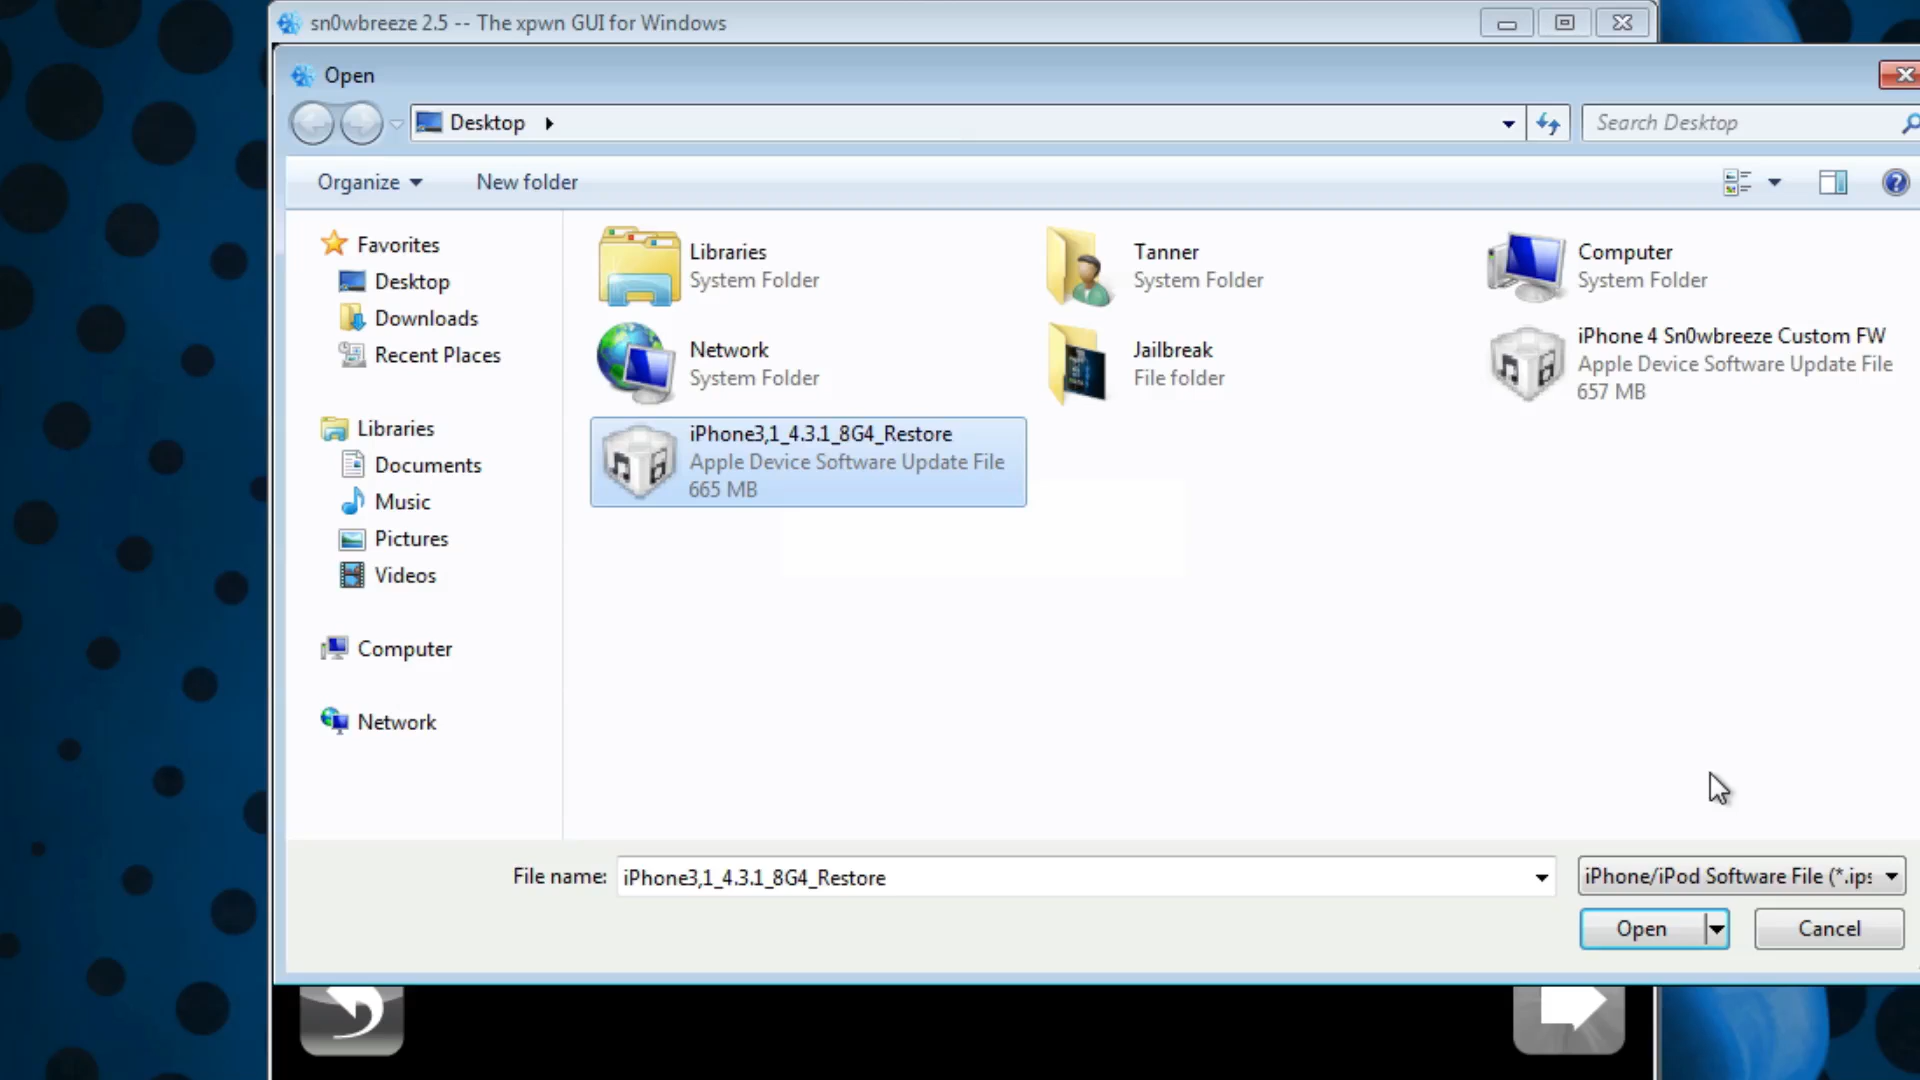 sn0wbreeze 2.5 -- The xpwn GUI for Windows
Open
Desktop
Search Desktop
Organize
New folder
Favorites
Desktop
Downloads
Recent Places
Libraries
Documents
Music
Pictures
Videos
Computer
Network
Libraries
System Folder
Tanner
System Folder
Computer
System Folder
Network
System Folder
Jailbreak
File folder
iPhone 4 Sn0wbreeze Custom FW
Apple Device Software Update File
657 MB
iPhone3,1_4.3.1_8G4_Restore
Apple Device Software Update File
665 MB
File name:
iPhone3,1_4.3.1_8G4_Restore
iPhone/iPod Software File (*.ips
Open
Cancel